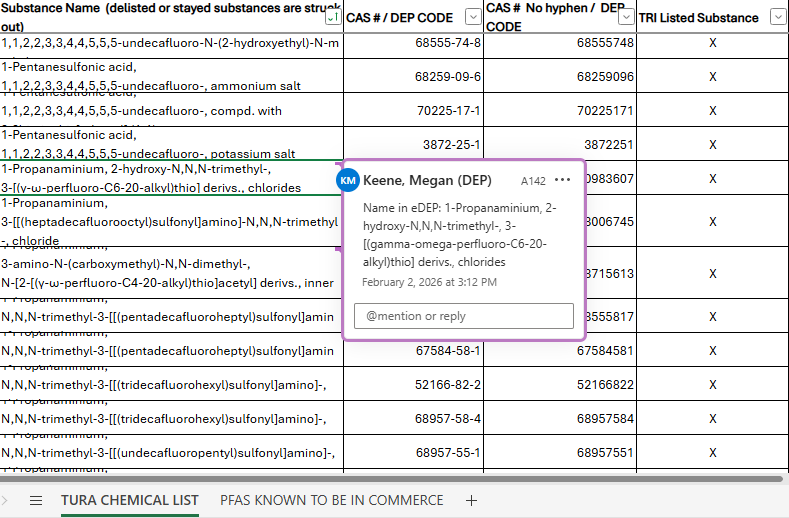 Substance Name (delisted or stayed substances are struck out)
CAS # / DEP CODE
CAS # No hyphen / DEP CODE
TRI Listed Substance
1,1,2,2,3,3,4,4,5,5,5-undecafluoro-N-(2-hydroxyethyl)-N-m
68555-74-8
68555748
X
1-Pentanesulfonic acid,
1,1,2,2,3,3,4,4,5,5,5-undecafluoro-, ammonium salt
68259-09-6
68259096
X
1,1,2,2,3,3,4,4,5,5,5-undecafluoro-, compd. with
70225-17-1
70225171
X
1-Pentanesulfonic acid,
1,1,2,2,3,3,4,4,5,5,5-undecafluoro-, potassium salt
3872-25-1
3872251
X
1-Propanaminium, 2-hydroxy-N,N,N-trimethyl-,
3-[(γ-ω-perfluoro-C6-20-alkyl)thio] derivs., chlorides
0983607
X
1-Propanaminium,
3-[[(heptadecafluorooctyl)sulfonyl]amino]-N,N,N-trimethyl
-, chloride
3006745
X
1-Propanaminium,
3-amino-N-(carboxymethyl)-N,N-dimethyl-,
N-[2-[(γ-ω-perfluoro-C4-20-alkyl)thio]acetyl] derivs., inner
3715613
X
1-Propanaminium,
N,N,N-trimethyl-3-[[(pentadecafluoroheptyl)sulfonyl]amin
3555817
X
1-Propanaminium,
N,N,N-trimethyl-3-[[(pentadecafluoroheptyl)sulfonyl]amin
67584-58-1
67584581
X
1-Propanaminium,
N,N,N-trimethyl-3-[[(tridecafluorohexyl)sulfonyl]amino]-,
52166-82-2
52166822
X
1-Propanaminium,
N,N,N-trimethyl-3-[[(tridecafluorohexyl)sulfonyl]amino]-,
68957-58-4
68957584
X
1-Propanaminium,
N,N,N-trimethyl-3-[[(undecafluoropentyl)sulfonyl]amino]-,
68957-55-1
68957551
X
KM
Keene, Megan (DEP)
A142
Name in eDEP: 1-Propanaminium, 2-
hydroxy-N,N,N-trimethyl-, 3-
[(gamma-omega-perfluoro-C6-20-
alkyl)thio] derivs., chlorides
February 2, 2026 at 3:12 PM
@mention or reply
TURA CHEMICAL LIST
PFAS KNOWN TO BE IN COMMERCE